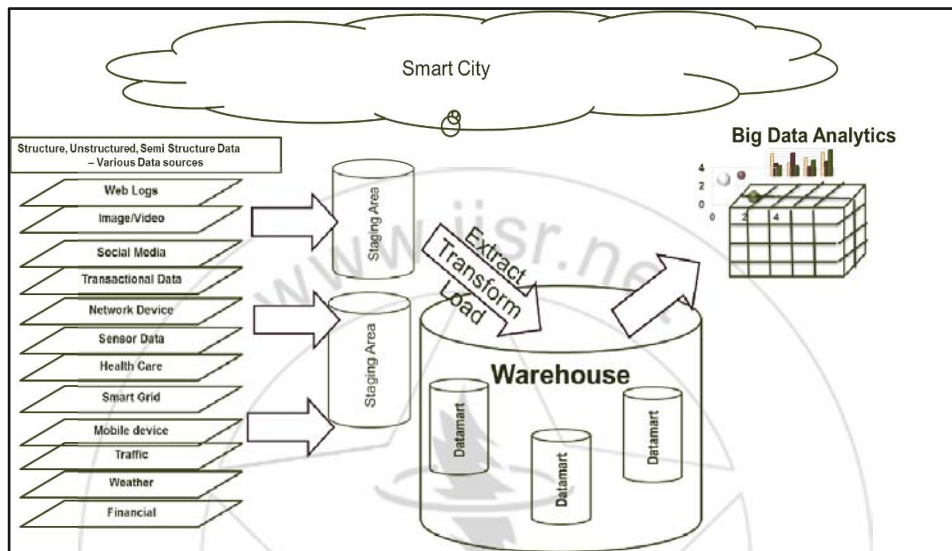 Smart City
Structure, Unstructured, Semi Structure Data
– Various Data sources
Web Logs
Image/Video
Social Media
Transactional Data
Network Device
Sensor Data
Health Care
Smart Grid
Mobile device
Traffic
Weather
Financial
Staging Area
Staging Area
Extract
Transform
Load
Warehouse
Datamart
Datamart
Datamart
Big Data Analytics
4
2
0
0 2 4
www.ijsr.net